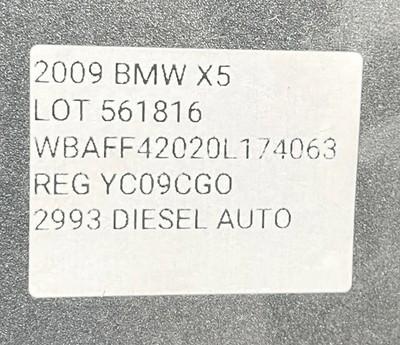 2009 BMW X5
LOT 561816
WBAFF42020L174063
REG YC09CGO
2993 DIESEL AUTO